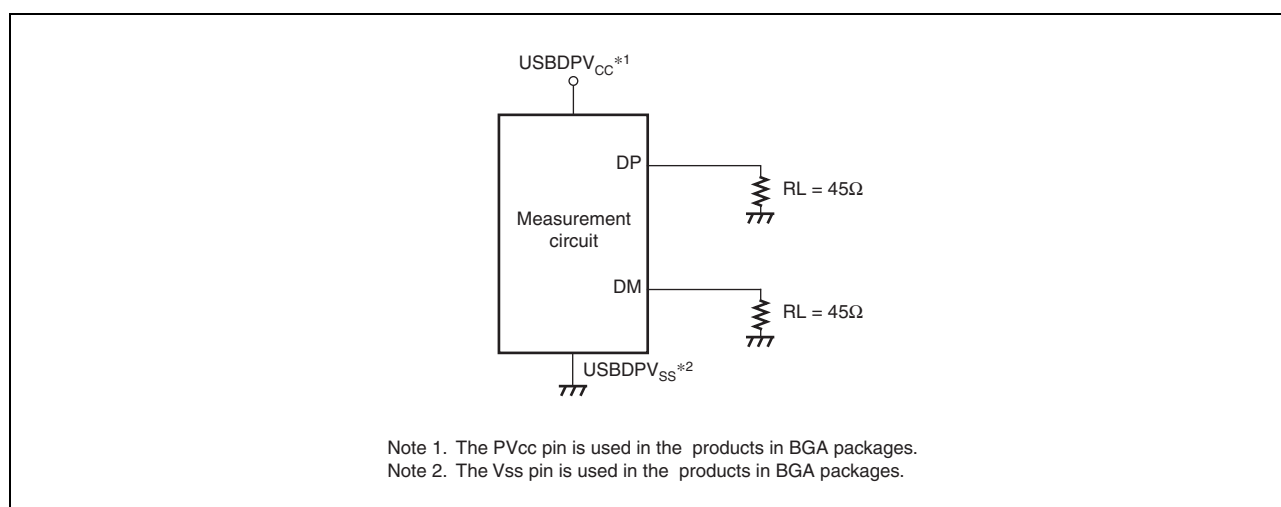 USBDPVCC*1
DP
RL = 45Ω
Measurement
circuit
DM
RL = 45Ω
USBDPVSS*2
Note 1. The PVcc pin is used in the products in BGA packages.
Note 2. The Vss pin is used in the products in BGA packages.